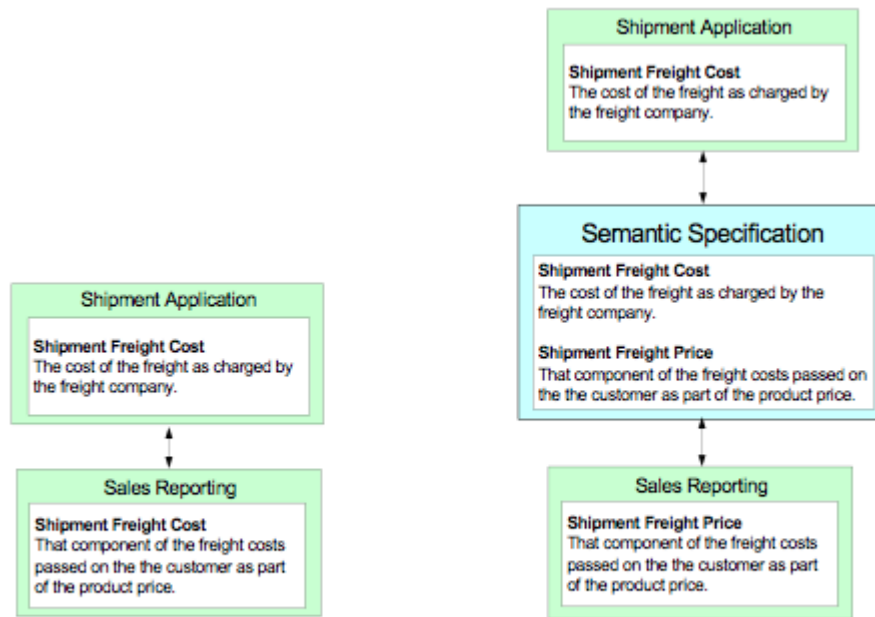 Shipment Application
Shipment Freight Cost
The cost of the freight as charged by
the freight company.
Sales Reporting
Shipment Freight Cost
That component of the freight costs
passed on the the customer as part
of the product price.
Shipment Application
Shipment Freight Cost
The cost of the freight as charged by
the freight company.
Semantic Specification
Shipment Freight Cost
The cost of the freight as charged by the
freight company.
Shipment Freight Price
That component of the freight costs passed on
the the customer as part of the product price.
Sales Reporting
Shipment Freight Price
That component of the freight costs
passed on the the customer as part
of the product price.